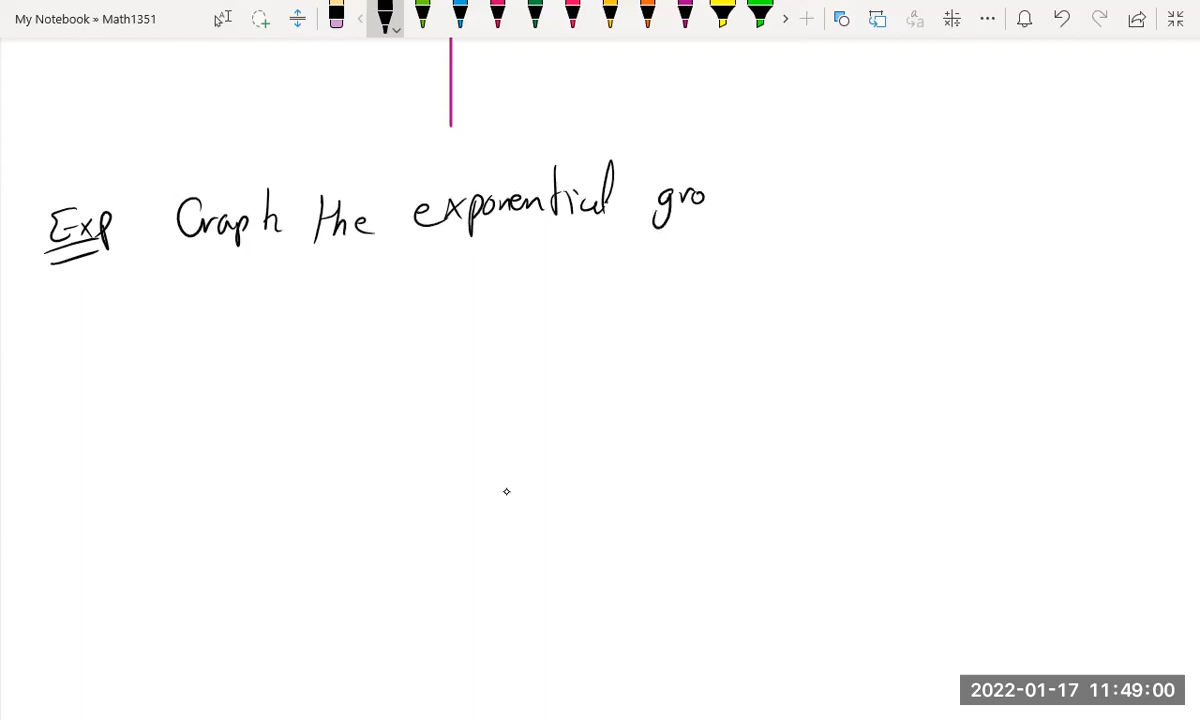 My Notebook » Math1351
Exp Graph the exponential gro
2022-01-17 11:49:00